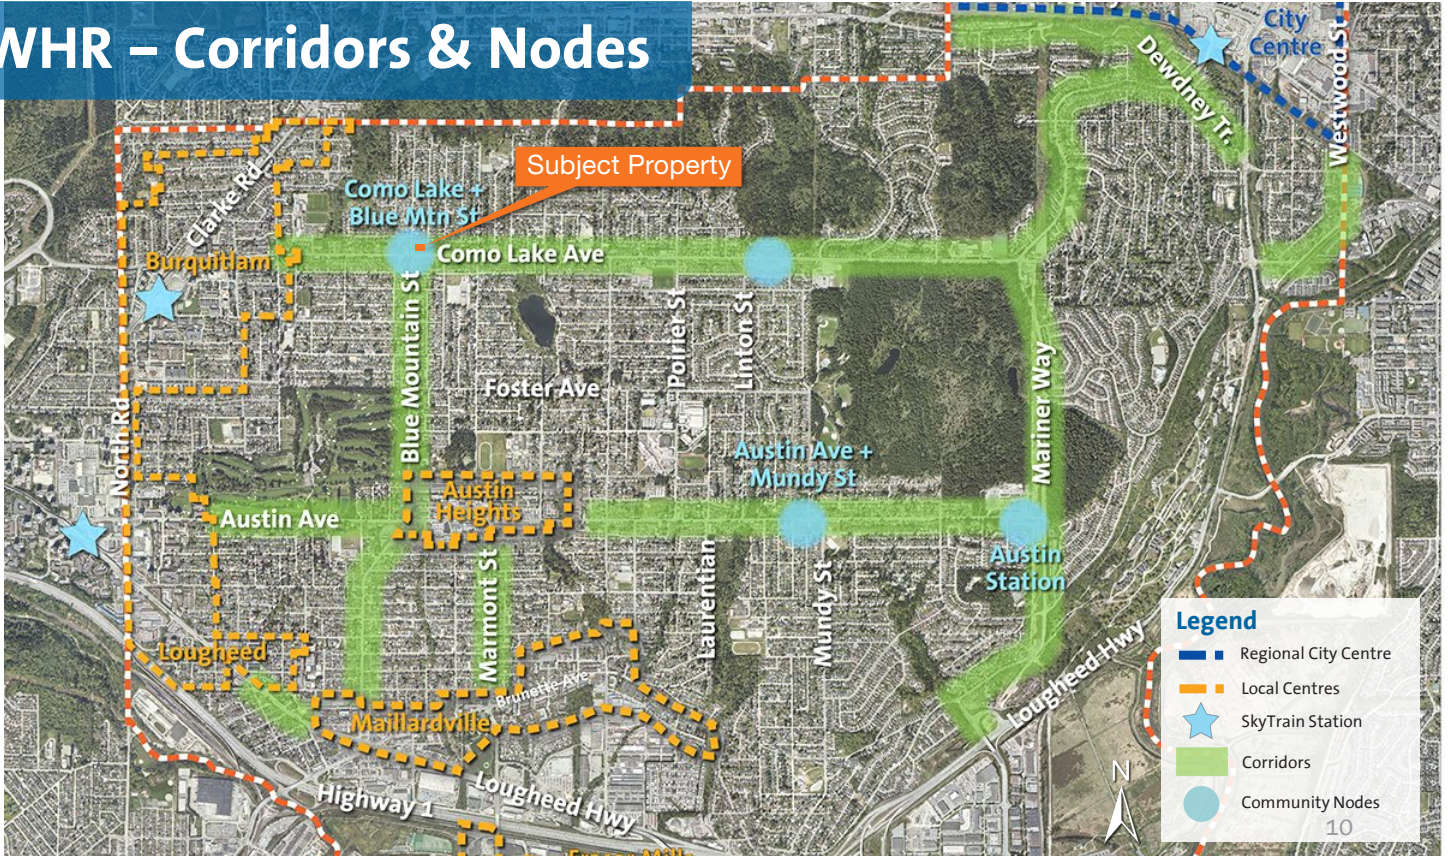 WHR – Corridors & Nodes
City
Centre
Westwood St
Dewdney Tr.
Subject Property
Clarke Rd
Como Lake +
Blue Mtn St
Como Lake Ave
Burquitlam
Blue Mountain St
Poirier St
Linton St
Foster Ave
North Rd
Mariner Way
Austin Ave +
Mundy St
Austin
Heights
Austin Ave
Austin
Station
Marmont St
Laurentian
Mundy St
Lougheed
Brunette Ave
Maillardville
Lougheed Hwy
Highway 1
Lougheed Hwy
N
Legend
Regional City Centre
Local Centres
SkyTrain Station
Corridors
Community Nodes
10